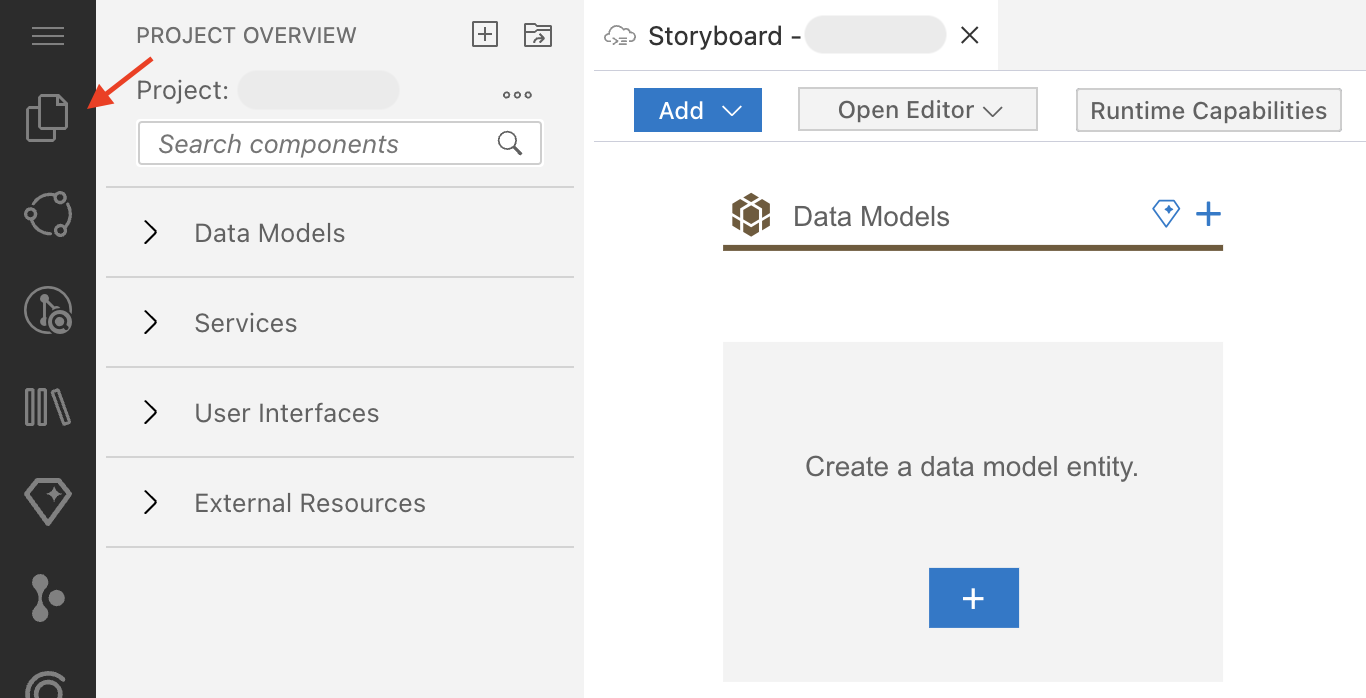 PROJECT OVERVIEW
Project:
Search components
Data Models
Services
User Interfaces
External Resources
Storyboard -
Add
Open Editor
Runtime Capabilities
Data Models
Create a data model entity.